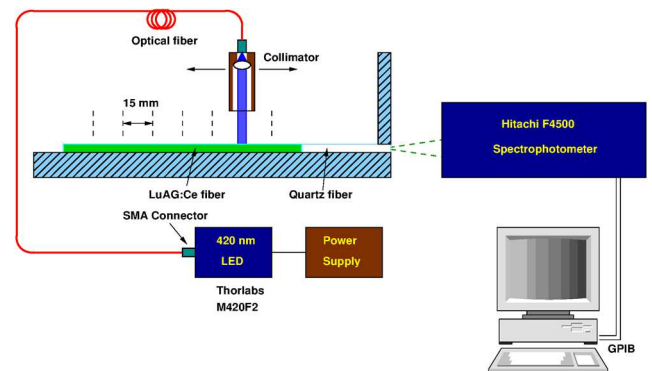 Optical fiber
Collimator
15 mm
Hitachi F4500
Spectrophotometer
LuAG:Ce fiber
Quartz fiber
SMA Connector
420 nm
LED
Power
Supply
Thorlabs
M420F2
GPIB